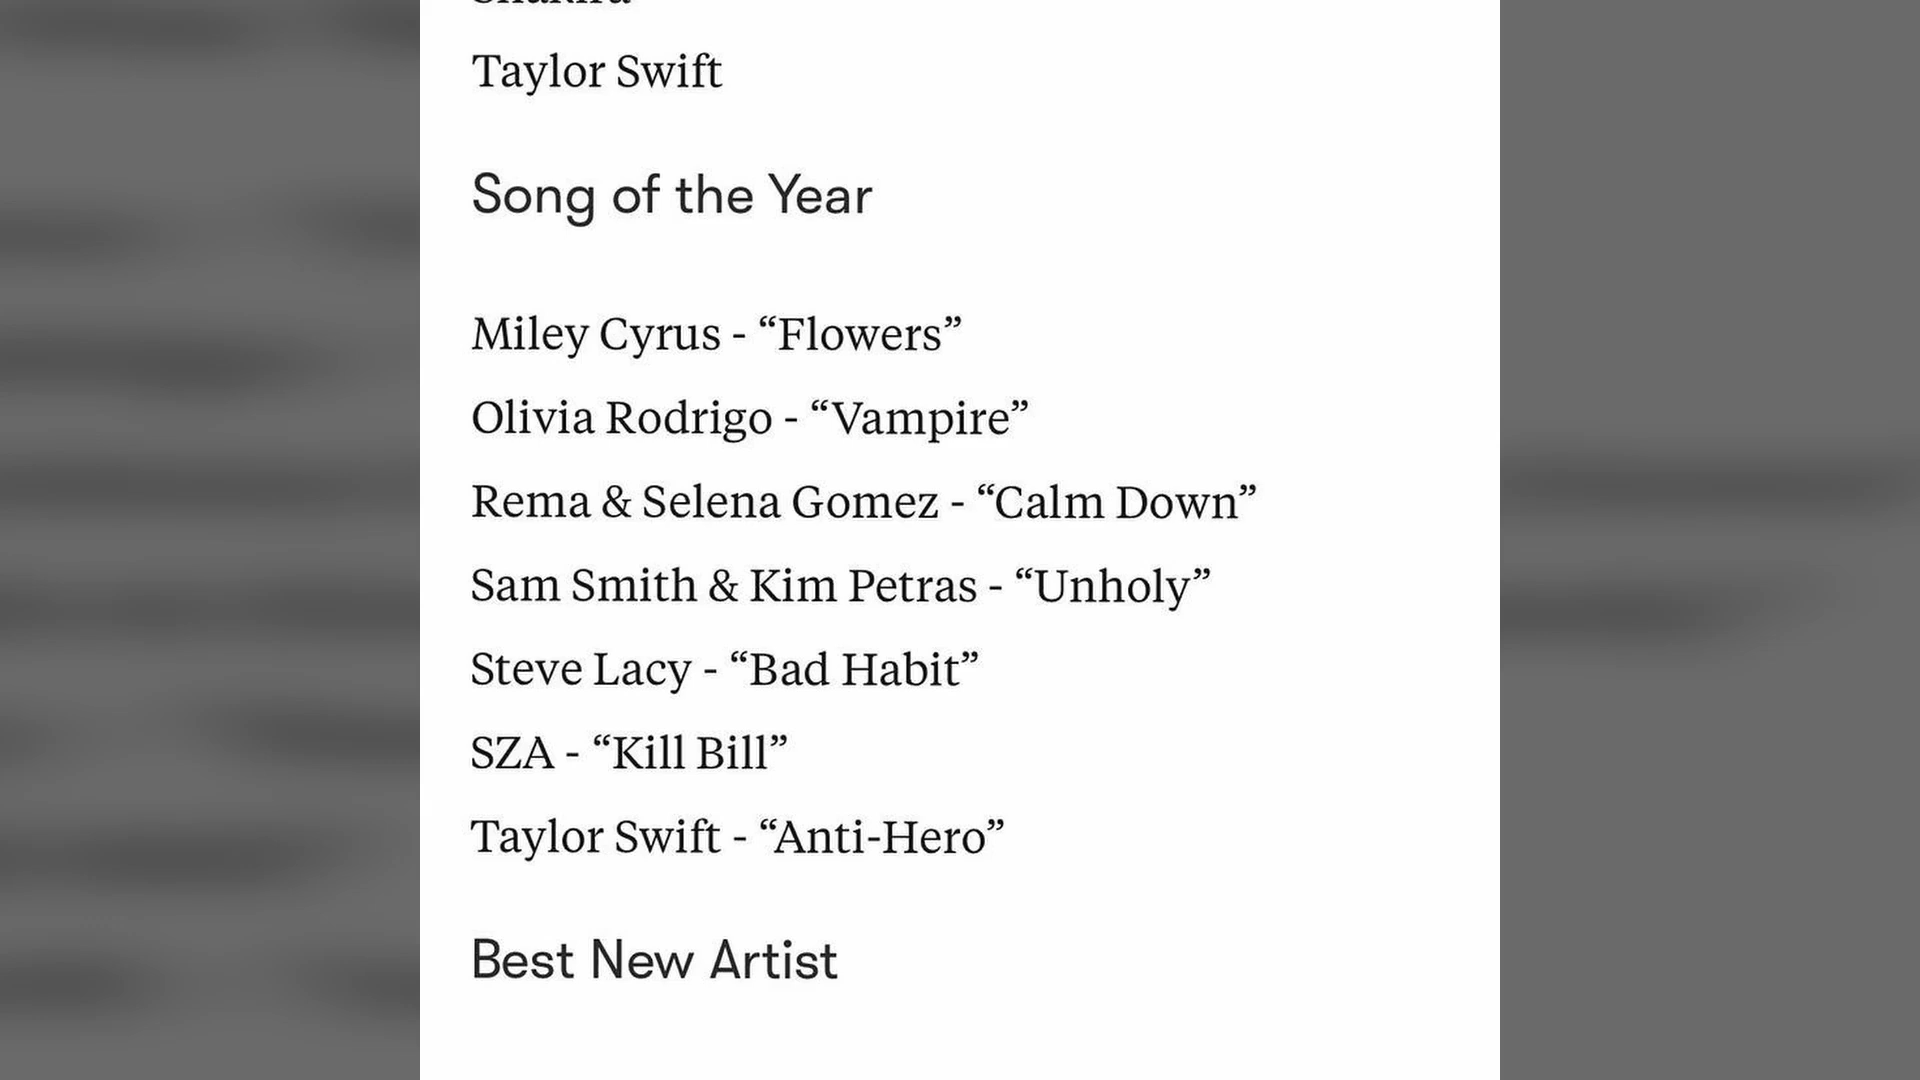 Shakira
Taylor Swift
Song of the Year
Miley Cyrus - “Flowers”
Olivia Rodrigo - “Vampire”
Rema & Selena Gomez - “Calm Down”
Sam Smith & Kim Petras - “Unholy”
Steve Lacy - “Bad Habit”
SZA - “Kill Bill”
Taylor Swift - “Anti-Hero”
Best New Artist